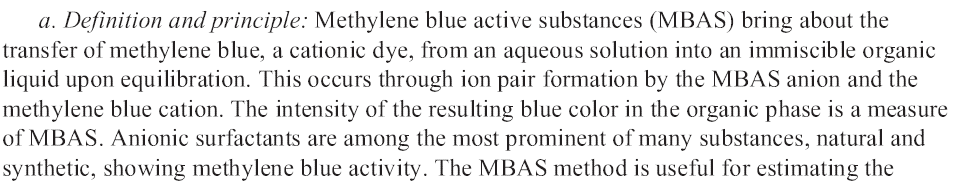 a. Definition and principle: Methylene blue active substances (MBAS) bring about the
transfer of methylene blue, a cationic dye, from an aqueous solution into an immiscible organic
liquid upon equilibration. This occurs through ion pair formation by the MBAS anion and the
methylene blue cation. The intensity of the resulting blue color in the organic phase is a measure
of MBAS. Anionic surfactants are among the most prominent of many substances, natural and
synthetic, showing methylene blue activity. The MBAS method is useful for estimating the